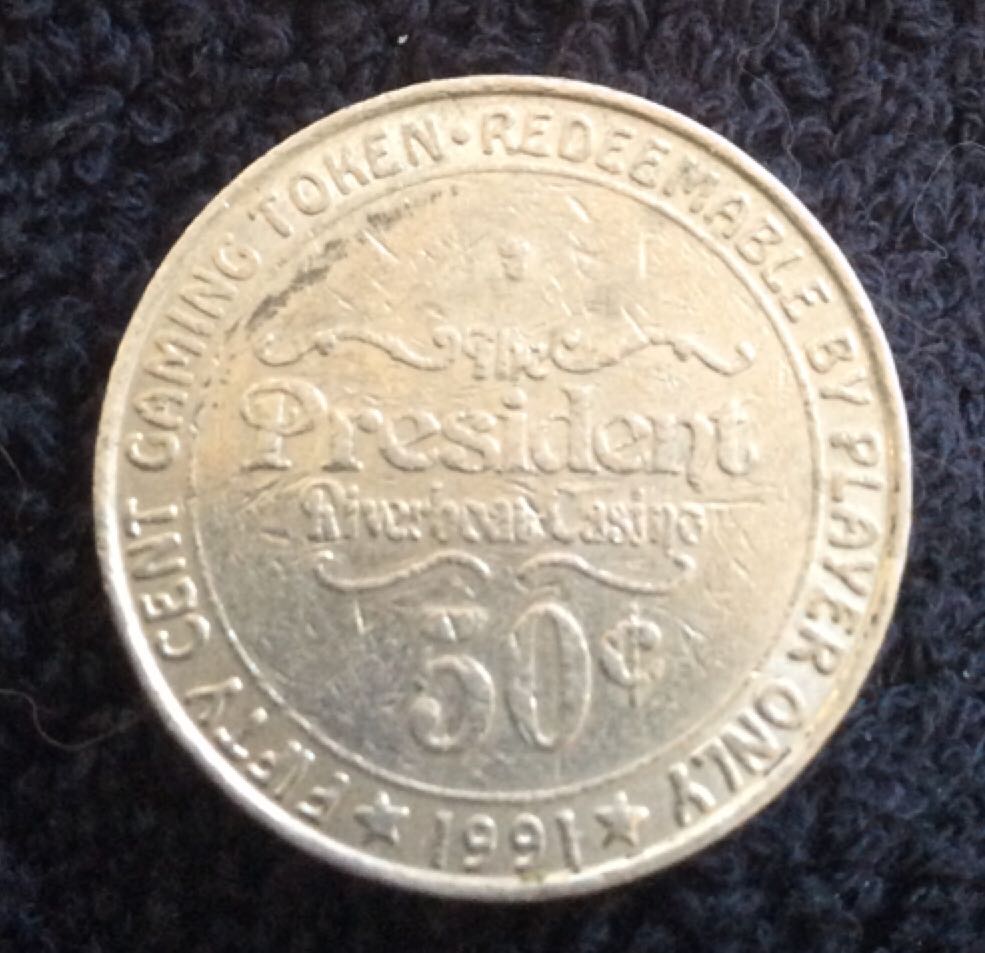 FIFTY CENT GAMING TOKEN · REDEEMABLE BY PLAYER ONLY
★ 1991 ★
The
President
Riverboat Casino
50¢